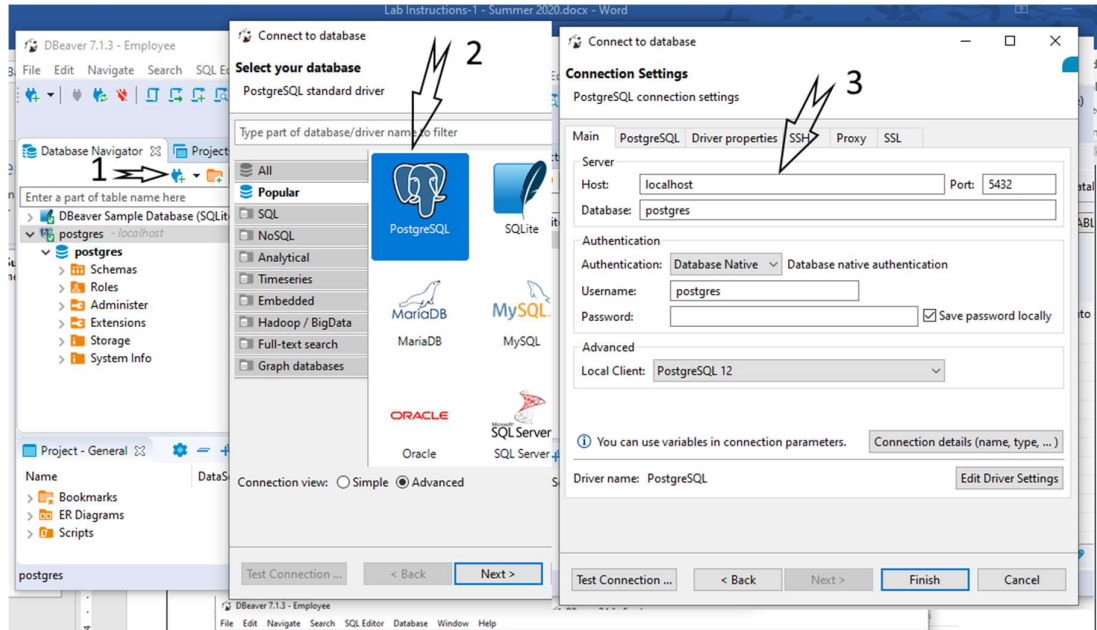 Lab Instructions-1 - Summer 2020.docx - Word
DBeaver 7.1.3 - Employee
File Edit Navigate Search SQL Ed
Database Navigator Project
1
Enter a part of table name here
DBeaver Sample Database (SQLit
postgres - localhost
postgres
Schemas
Roles
Administer
Extensions
Storage
System Info
Project - General
Name DataS
Bookmarks
ER Diagrams
Scripts
postgres
Connect to database
2
Select your database
PostgreSQL standard driver
Type part of database/driver name to filter
All
Popular
SQL
NoSQL
Analytical
Timeseries
Embedded
Hadoop / BigData
Full-text search
Graph databases
PostgreSQL SQLite
MariaDB MySQL
MariaDB MySQL
ORACLE Microsoft SQL Server
Oracle SQL Server
Connection view: Simple Advanced
Test Connection ... < Back Next >
Connect to database
Connection Settings
3
PostgreSQL connection settings
Main PostgreSQL Driver properties SSH Proxy SSL
Server
Host: localhost Port: 5432
Database: postgres
Authentication
Authentication: Database Native Database native authentication
Username: postgres
Password: Save password locally
Advanced
Local Client: PostgreSQL 12
You can use variables in connection parameters. Connection details (name, type, ... )
Driver name: PostgreSQL Edit Driver Settings
Test Connection ... < Back Next > Finish Cancel
DBeaver 7.1.3 - Employee
File Edit Navigate Search SQL Editor Database Window Help